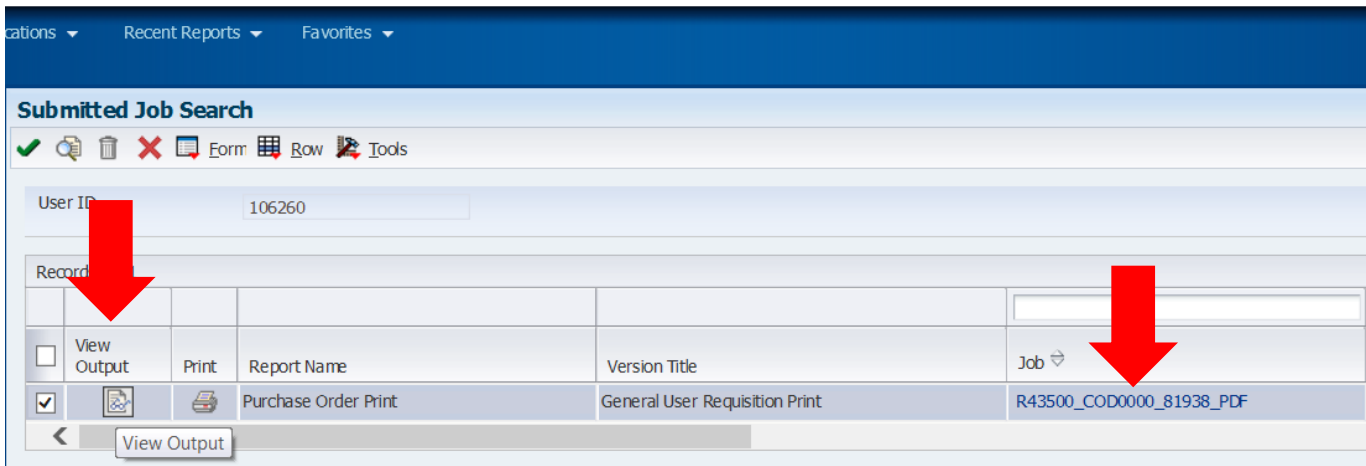 cations Recent Reports Favorites
Submitted Job Search
Form Row Tools
User ID 106260
View
Output Print Report Name Version Title Job
Purchase Order Print General User Requisition Print R43500_COD0000_81938_PDF
View Output